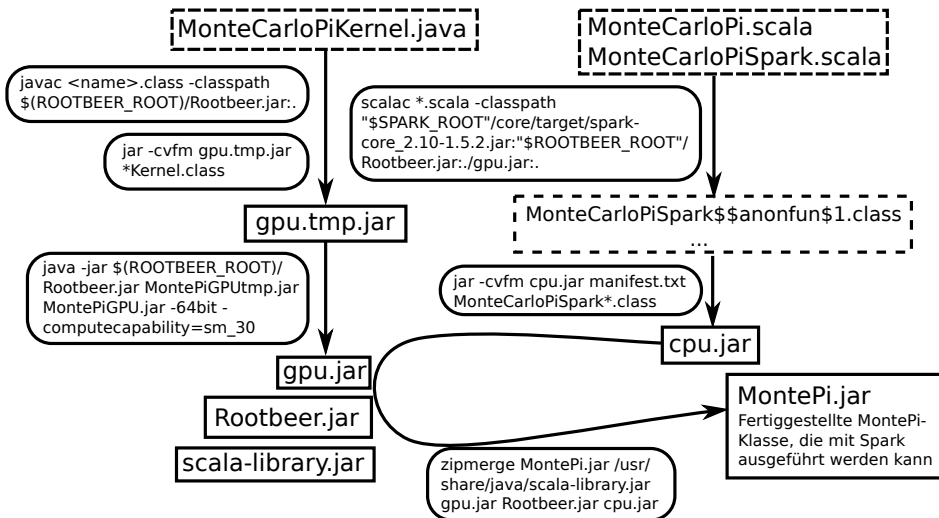 MonteCarloPiKernel.java
MonteCarloPi.scala
MonteCarloPiSpark.scala
javac <name>.class -classpath
$(ROOTBEER_ROOT)/Rootbeer.jar:.
scalac *.scala -classpath
"$SPARK_ROOT"/core/target/spark-
core_2.10-1.5.2.jar:"$ROOTBEER_ROOT"/
Rootbeer.jar:./gpu.jar:.
jar -cvfm gpu.tmp.jar
*Kernel.class
gpu.tmp.jar
MonteCarloPiSpark$$anonfun$1.class
...
java -jar $(ROOTBEER_ROOT)/
Rootbeer.jar MontePiGPUtmp.jar
MontePiGPU.jar -64bit -
computecapability=sm_30
jar -cvfm cpu.jar manifest.txt
MonteCarloPiSpark*.class
cpu.jar
gpu.jar
Rootbeer.jar
scala-library.jar
MontePi.jar
Fertiggestellte MontePi-
Klasse, die mit Spark
ausgeführt werden kann
zipmerge MontePi.jar /usr/
share/java/scala-library.jar
gpu.jar Rootbeer.jar cpu.jar